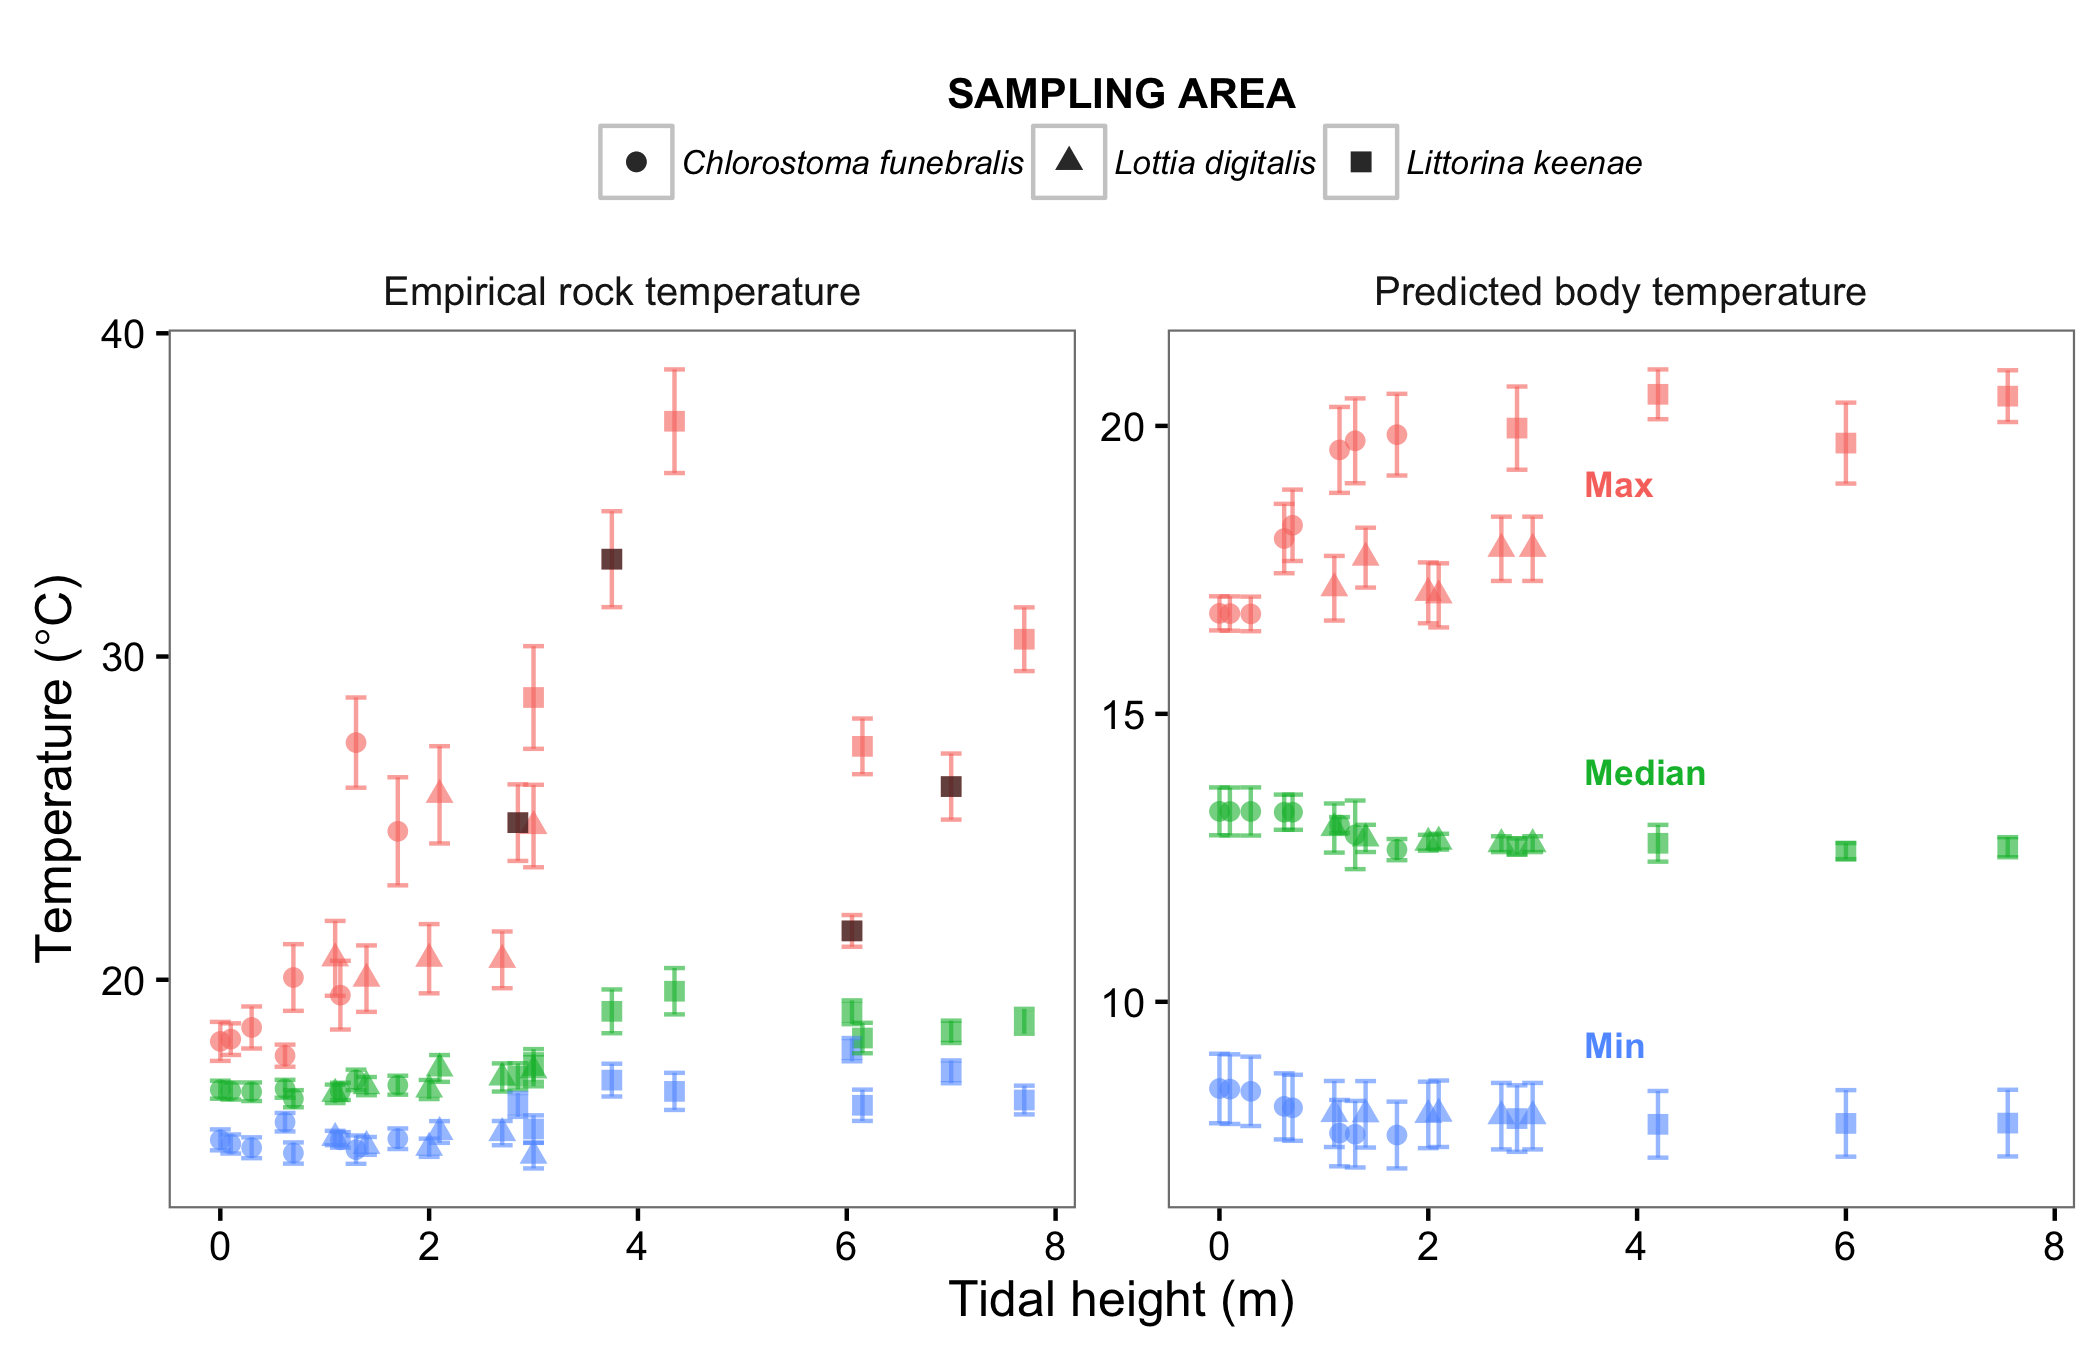 SAMPLING AREA
Chlorostoma funebralis Lottia digitalis Littorina keenae
Empirical rock temperature
Predicted body temperature
Temperature (°C)
40
30
20
20
15
10
Max
Median
Min
0 2 4 6 8
0 2 4 6 8
Tidal height (m)